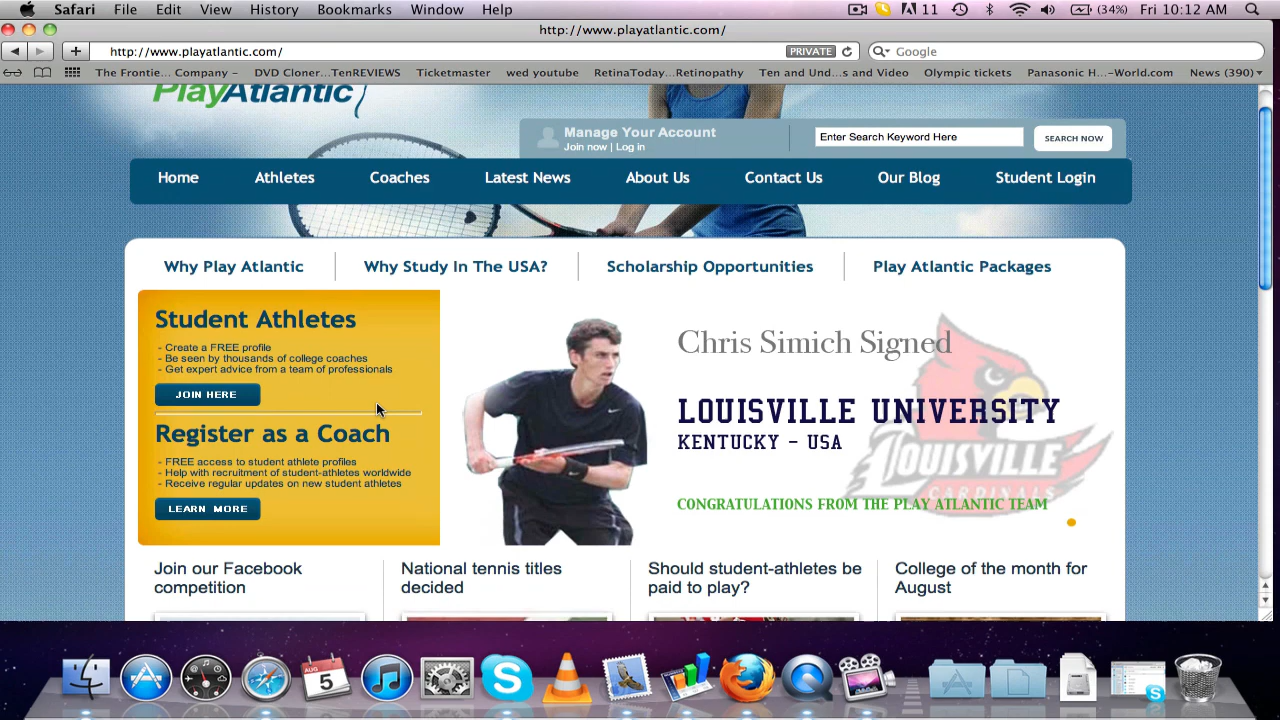 Safari File Edit View History Bookmarks Window Help 11 (34%) Fri 10:12 AM
http://www.playatlantic.com/
http://www.playatlantic.com/ PRIVATE Google
The Frontie... Company – DVD Cloner...TenREVIEWS Ticketmaster wed youtube RetinaToday...Retinopathy Ten and Und...s and Video Olympic tickets Panasonic H...-World.com News (390)
PlayAtlantic
Manage Your Account
Join now | Log in
Enter Search Keyword Here
SEARCH NOW
Home Athletes Coaches Latest News About Us Contact Us Our Blog Student Login
Why Play Atlantic Why Study In The USA? Scholarship Opportunities Play Atlantic Packages
Student Athletes
- Create a FREE profile
- Be seen by thousands of college coaches
- Get expert advice from a team of professionals
JOIN HERE
Register as a Coach
- FREE access to student athlete profiles
- Help with recruitment of student-athletes worldwide
- Receive regular updates on new student athletes
LEARN MORE
Chris Simich Signed
LOUISVILLE UNIVERSITY
KENTUCKY – USA
LOUISVILLE
CARDINALS
CONGRATULATIONS FROM THE PLAY ATLANTIC TEAM
Join our Facebook
competition
National tennis titles
decided
Should student-athletes be
paid to play?
College of the month for
August
AUG
5